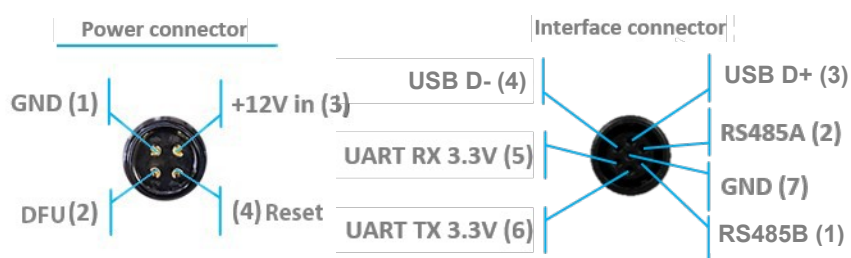 Power connector
GND (1)
+12V in (3)
DFU (2)
(4) Reset
Interface connector
USB D- (4)
USB D+ (3)
UART RX 3.3V (5)
RS485A (2)
GND (7)
UART TX 3.3V (6)
RS485B (1)